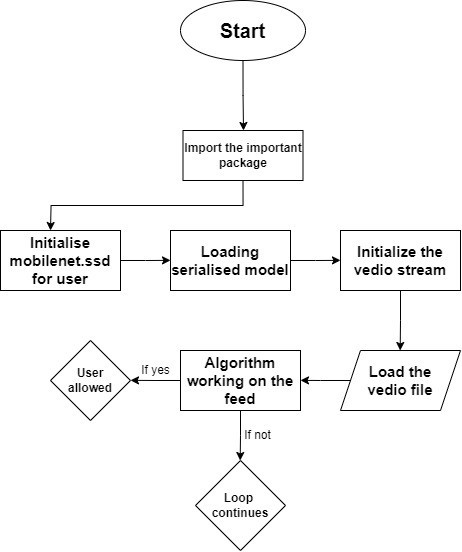 Start
Import the important
package
Initialise
mobilenet.ssd
for user
Loading
serialised model
Initialize the
vedio stream
Load the
vedio file
Algorithm
working on the
feed
If yes
User
allowed
If not
Loop
continues